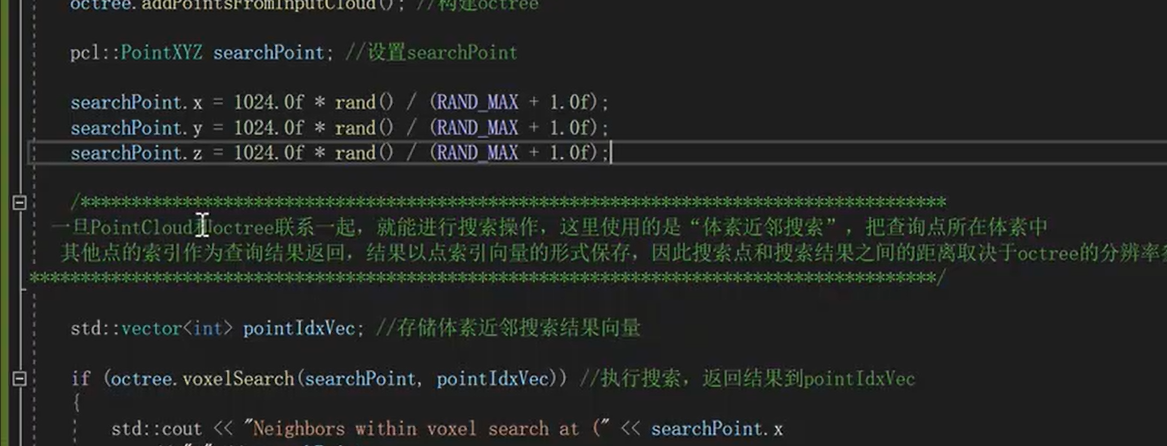 octree.addPointsFromInputCloud(); //构建octree
pcl::PointXYZ searchPoint; //设置searchPoint
searchPoint.x = 1024.0f * rand() / (RAND_MAX + 1.0f);
searchPoint.y = 1024.0f * rand() / (RAND_MAX + 1.0f);
searchPoint.z = 1024.0f * rand() / (RAND_MAX + 1.0f);
/*************************************************************************************
一旦PointCloud和octree联系一起，就能进行搜索操作，这里使用的是“体素近邻搜索”，把查询点所在体素中
其他点的索引作为查询结果返回，结果以点索引向量的形式保存，因此搜索点和搜索结果之间的距离取决于octree的分辨率
*****************************************************************************************/
std::vector<int> pointIdxVec; //存储体素近邻搜索结果向量
if (octree.voxelSearch(searchPoint, pointIdxVec)) //执行搜索，返回结果到pointIdxVec
{
std::cout << "Neighbors within voxel search at (" << searchPoint.x